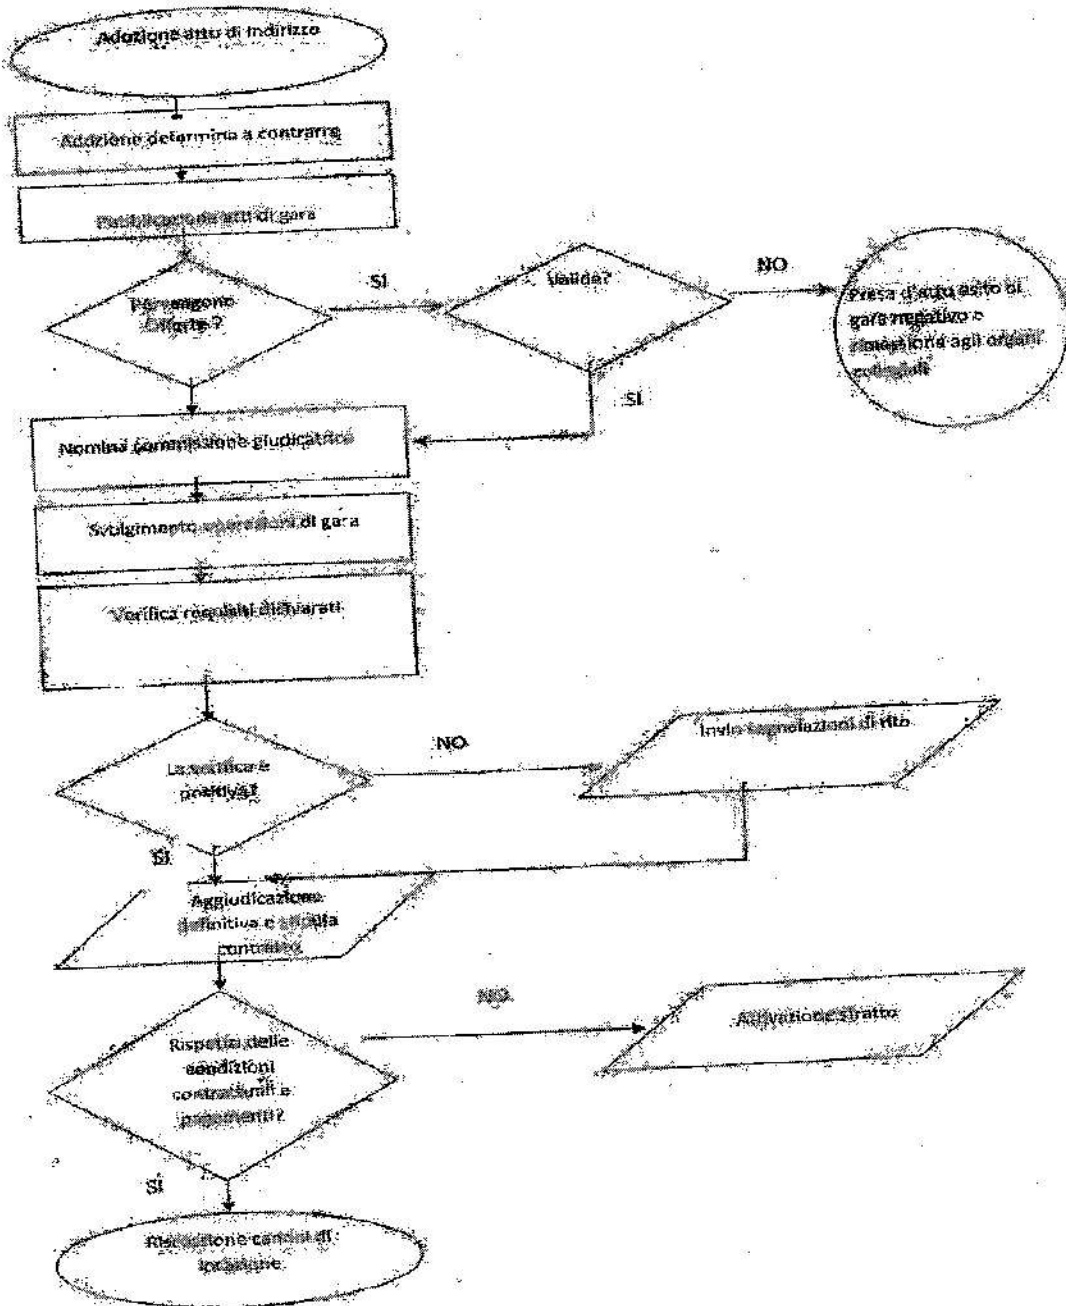 Adozione atto di indirizzo
Adozione determina a contrarre
Pubblicazione atti di gara
Pervengono
Offerte?
SI
Valide?
NO
Presa d'atto esito di
gara negativo e
rimessione agli organi
collegiali
SI
Nomina commissione giudicatrice
Svolgimento operazioni di gara
Verifica requisiti dichiarati
La verifica è
positiva?
NO
Invio segnalazioni di rito
SI
Aggiudicazione
definitiva e stipula
contratto
Rispetto delle
condizioni
contrattuali e
pagamenti?
NO
Attivazione sfratto
SI
Riscossione canoni di
locazione